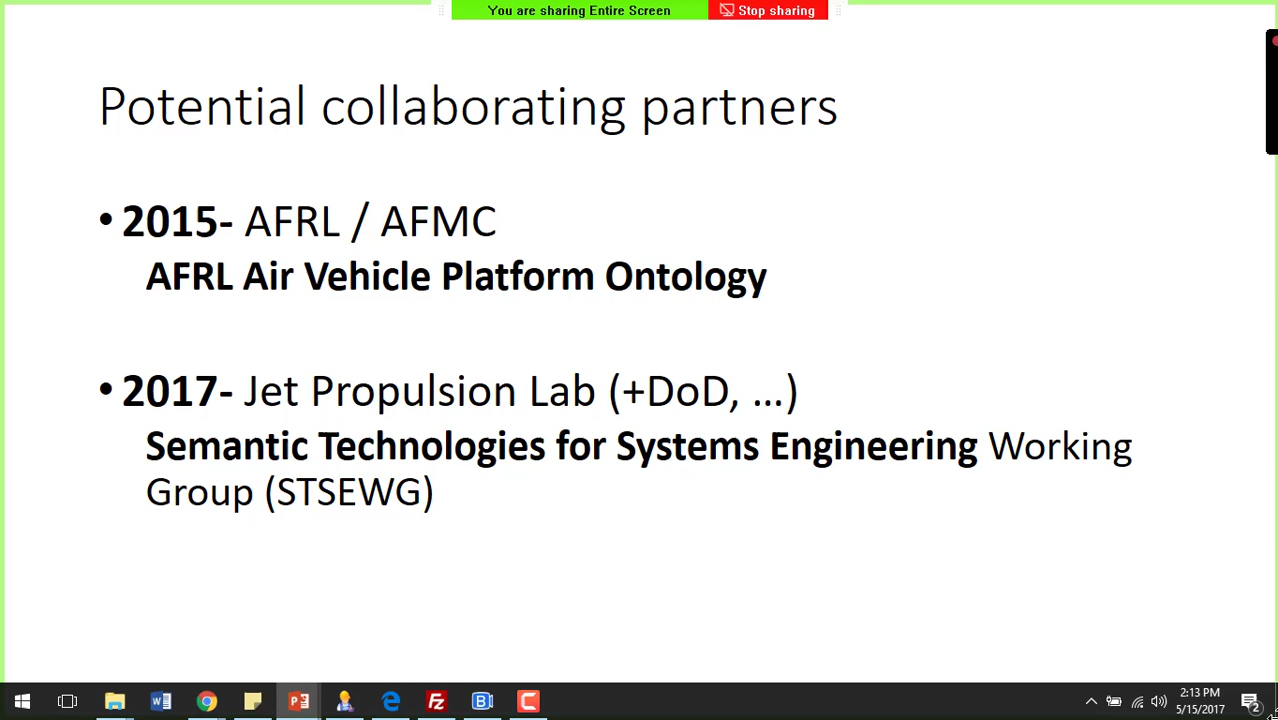 You are sharing Entire Screen Stop sharing
Potential collaborating partners
• 2015- AFRL / AFMC
AFRL Air Vehicle Platform Ontology
• 2017- Jet Propulsion Lab (+DoD, …)
Semantic Technologies for Systems Engineering Working
Group (STSEWG)
2:13 PM
5/15/2017
2